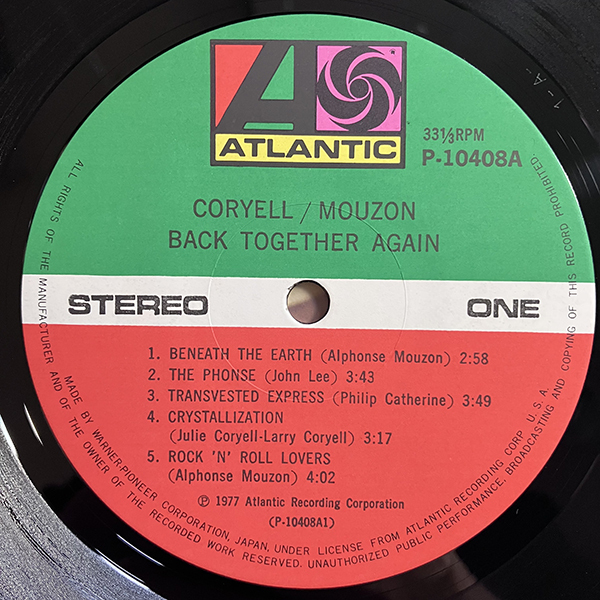 ATLANTIC
33⅓RPM
P-10408A
CORYELL / MOUZON
BACK TOGETHER AGAIN
STEREO
ONE
1. BENEATH THE EARTH (Alphonse Mouzon) 2:58
2. THE PHONSE (John Lee) 3:43
3. TRANSVESTED EXPRESS (Philip Catherine) 3:49
4. CRYSTALLIZATION
(Julie Coryell-Larry Coryell) 3:17
5. ROCK 'N' ROLL LOVERS
(Alphonse Mouzon) 4:02
℗ 1977 Atlantic Recording Corporation
(P-10408A1)
MADE BY WARNER-PIONEER CORPORATION, JAPAN, UNDER LICENSE FROM ATLANTIC RECORDING CORP. U.S.A.
ALL RIGHTS OF THE MANUFACTURER AND OF THE OWNER OF THE RECORDED WORK RESERVED. UNAUTHORIZED PUBLIC PERFORMANCE, BROADCASTING AND COPYING OF THIS RECORD PROHIBITED
1-A-